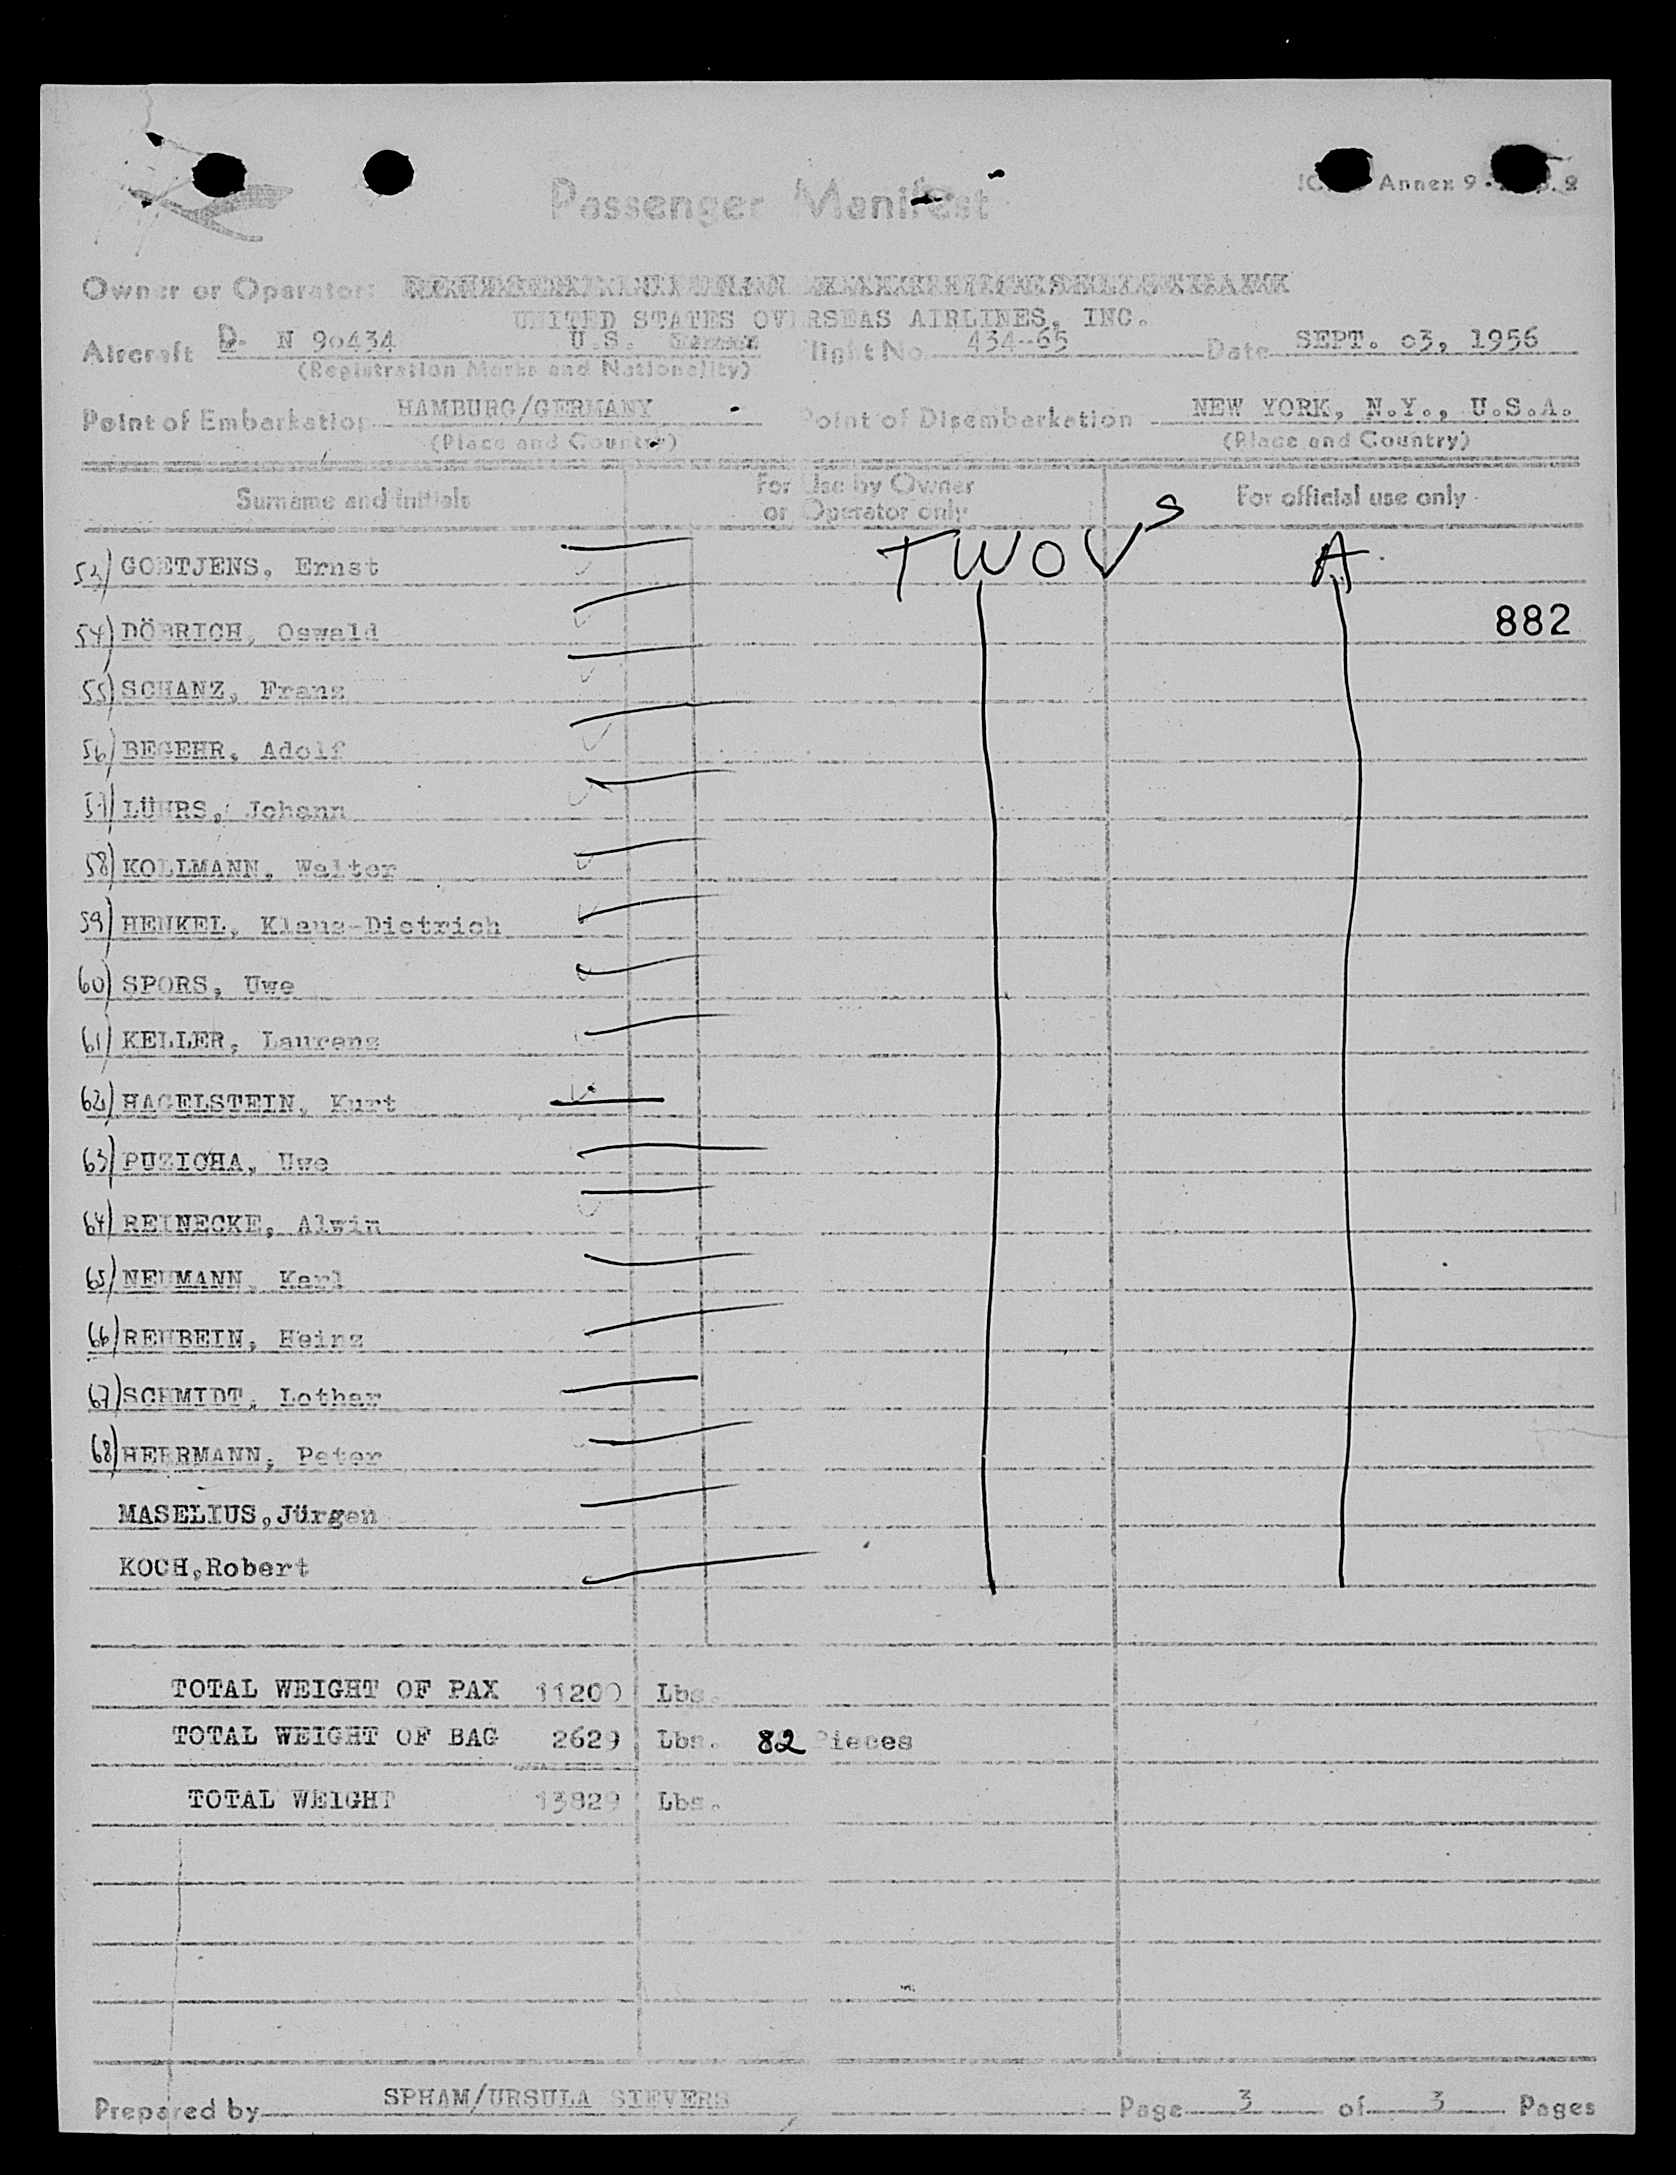 Passenger Manifest
Annex 9
Owner or Operator:
UNITED STATES OVERSEAS AIRLINES, INC.
Aircraft D- N 90434 U.S. Flight No. 434-65 Date SEPT. 03, 1956
(Registration Marks and Nationality)
Point of Embarkation HAMBURG/GERMANY Point of Disembarkation NEW YORK, N.Y., U.S.A.
(Place and Country) (Place and Country)
Surname and Initials For Use by Owner or Operator only For official use only
TWOV's A
53) GOETJENS, Ernst
882
54) DÖBRICH, Oswald
55) SCHANZ, Franz
56) BEGEHR, Adolf
57) LÜHRS, Johann
58) KOLLMANN, Walter
59) HENKEL, Klaus-Dietrich
60) SPORS, Uwe
61) KELLER, Laurenz
62) HAGELSTEIN, Kurt
63) PUZICHA, Uwe
64) REINECKE, Alwin
65) NEUMANN, Karl
66) REHBEIN, Heinz
67) SCHMIDT, Lothar
68) HERRMANN, Peter
MASELIUS,Jürgen
KOCH,Robert
TOTAL WEIGHT OF PAX 11200 Lbs.
TOTAL WEIGHT OF BAG 2629 Lbs. 82 Pieces
TOTAL WEIGHT 13829 Lbs.
Prepared by SPHAM/URSULA SIEVERS Page 3 of 3 Pages